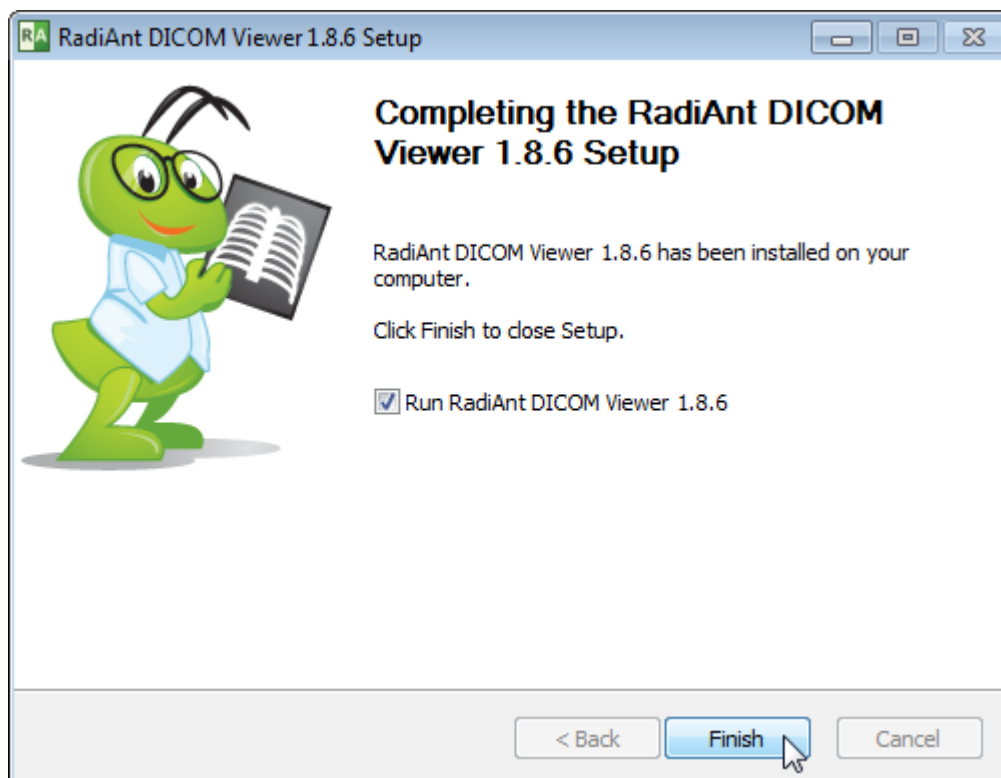 RA RadiAnt DICOM Viewer 1.8.6 Setup
Completing the RadiAnt DICOM
Viewer 1.8.6 Setup
RadiAnt DICOM Viewer 1.8.6 has been installed on your
computer.
Click Finish to close Setup.
Run RadiAnt DICOM Viewer 1.8.6
< Back Finish Cancel